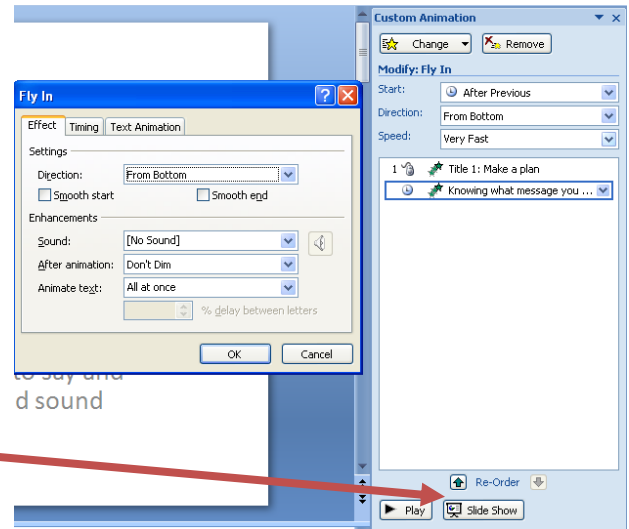 Custom Animation
Change
Remove
Modify: Fly In
Start: After Previous
Direction: From Bottom
Speed: Very Fast
1 Title 1: Make a plan
Knowing what message you ...
Re-Order
Play
Slide Show
Fly In
Effect Timing Text Animation
Settings
Direction: From Bottom
Smooth start Smooth end
Enhancements
Sound: [No Sound]
After animation: Don't Dim
Animate text: All at once
% delay between letters
OK Cancel
to say and
d sound